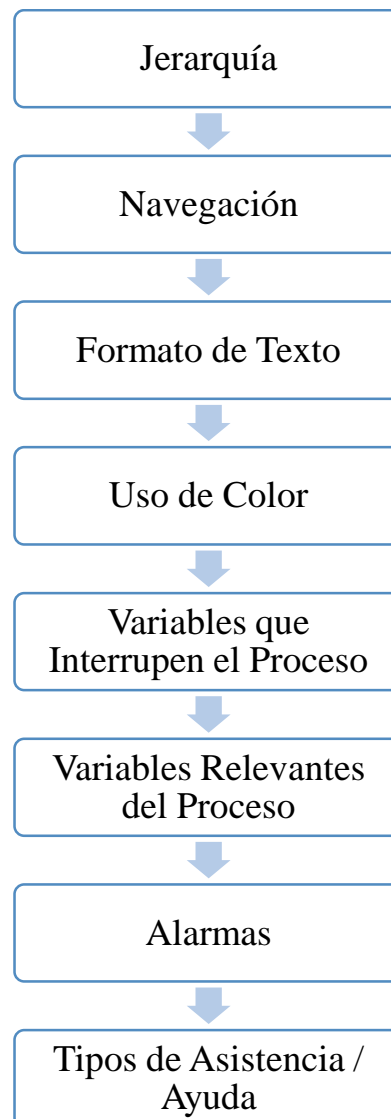 Jerarquía
Navegación
Formato de Texto
Uso de Color
Variables que
Interrupen el Proceso
Variables Relevantes
del Proceso
Alarmas
Tipos de Asistencia /
Ayuda